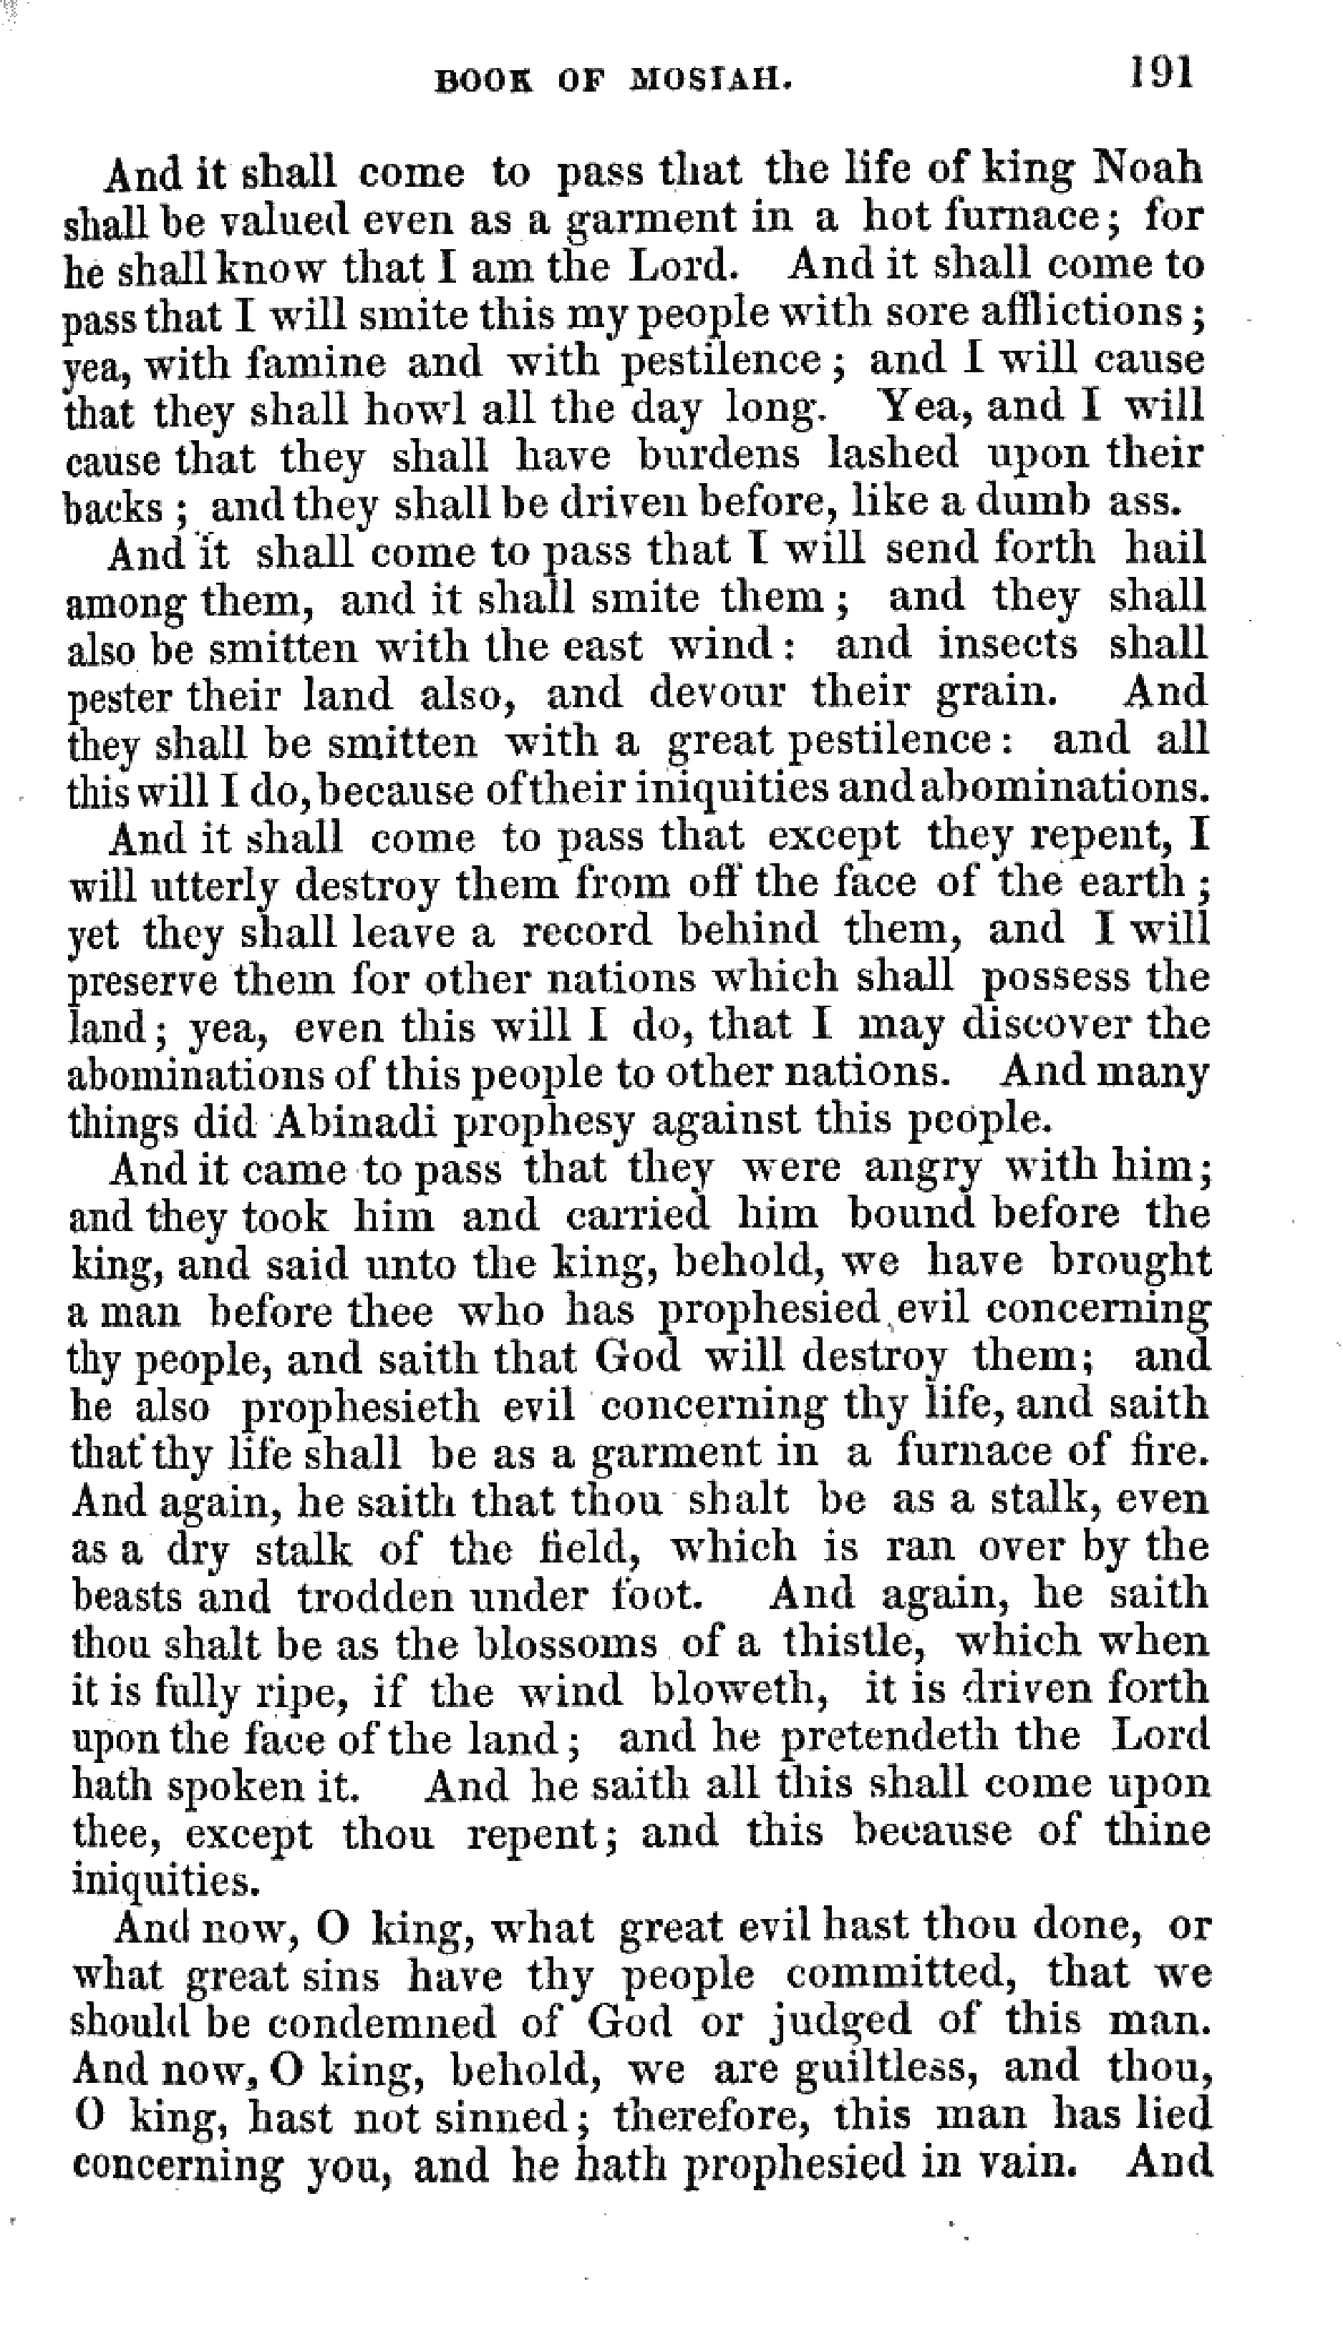 BOOK OF MOSIAH. 191
And it shall come to pass that the life of king Noah
shall be valued even as a garment in a hot furnace; for
he shall know that I am the Lord. And it shall come to
pass that I will smite this my people with sore afflictions;
yea, with famine and with pestilence; and I will cause
that they shall howl all the day long. Yea, and I will
cause that they shall have burdens lashed upon their
backs; and they shall be driven before, like a dumb ass.
And it shall come to pass that I will send forth hail
among them, and it shall smite them; and they shall
also be smitten with the east wind: and insects shall
pester their land also, and devour their grain. And
they shall be smitten with a great pestilence: and all
this will I do, because of their iniquities and abominations.
And it shall come to pass that except they repent, I
will utterly destroy them from off the face of the earth;
yet they shall leave a record behind them, and I will
preserve them for other nations which shall possess the
land; yea, even this will I do, that I may discover the
abominations of this people to other nations. And many
things did Abinadi prophesy against this people.
And it came to pass that they were angry with him;
and they took him and carried him bound before the
king, and said unto the king, behold, we have brought
a man before thee who has prophesied evil concerning
thy people, and saith that God will destroy them; and
he also prophesieth evil concerning thy life, and saith
that thy life shall be as a garment in a furnace of fire.
And again, he saith that thou shalt be as a stalk, even
as a dry stalk of the field, which is ran over by the
beasts and trodden under foot. And again, he saith
thou shalt be as the blossoms of a thistle, which when
it is fully ripe, if the wind bloweth, it is driven forth
upon the face of the land; and he pretendeth the Lord
hath spoken it. And he saith all this shall come upon
thee, except thou repent; and this because of thine
iniquities.
And now, O king, what great evil hast thou done, or
what great sins have thy people committed, that we
should be condemned of God or judged of this man.
And now, O king, behold, we are guiltless, and thou,
O king, hast not sinned; therefore, this man has lied
concerning you, and he hath prophesied in vain. And